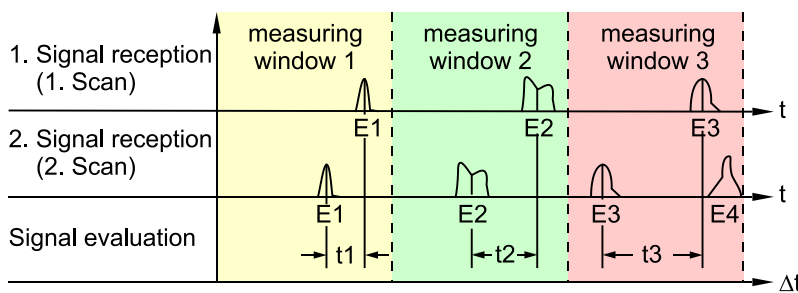 measuring window 1
measuring window 2
measuring window 3
1. Signal reception
(1. Scan)
E1
E2
E3
t
2. Signal reception
(2. Scan)
E1
E2
E3
E4
t
Signal evaluation
t1
t2
t3
Δt